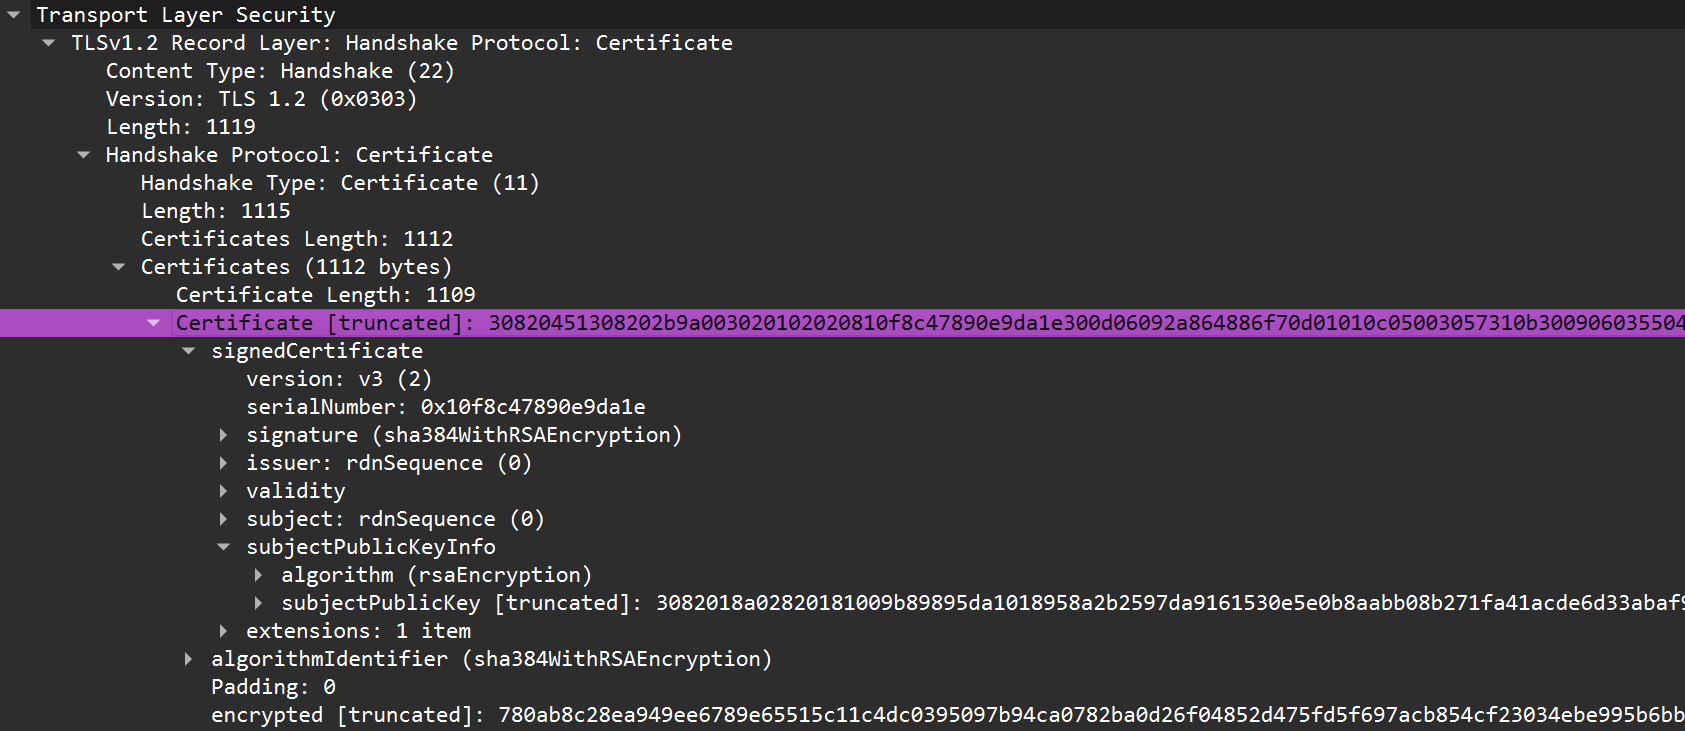 Transport Layer Security
TLSv1.2 Record Layer: Handshake Protocol: Certificate
Content Type: Handshake (22)
Version: TLS 1.2 (0x0303)
Length: 1119
Handshake Protocol: Certificate
Handshake Type: Certificate (11)
Length: 1115
Certificates Length: 1112
Certificates (1112 bytes)
Certificate Length: 1109
Certificate [truncated]: 30820451308202b9a003020102020810f8c47890e9da1e300d06092a864886f70d01010c05003057310b300906035504
signedCertificate
version: v3 (2)
serialNumber: 0x10f8c47890e9da1e
signature (sha384WithRSAEncryption)
issuer: rdnSequence (0)
validity
subject: rdnSequence (0)
subjectPublicKeyInfo
algorithm (rsaEncryption)
subjectPublicKey [truncated]: 3082018a02820181009b89895da1018958a2b2597da9161530e5e0b8aabb08b271fa41acde6d33abaf9
extensions: 1 item
algorithmIdentifier (sha384WithRSAEncryption)
Padding: 0
encrypted [truncated]: 780ab8c28ea949ee6789e65515c11c4dc0395097b94ca0782ba0d26f04852d475fd5f697acb854cf23034ebe995b6bb